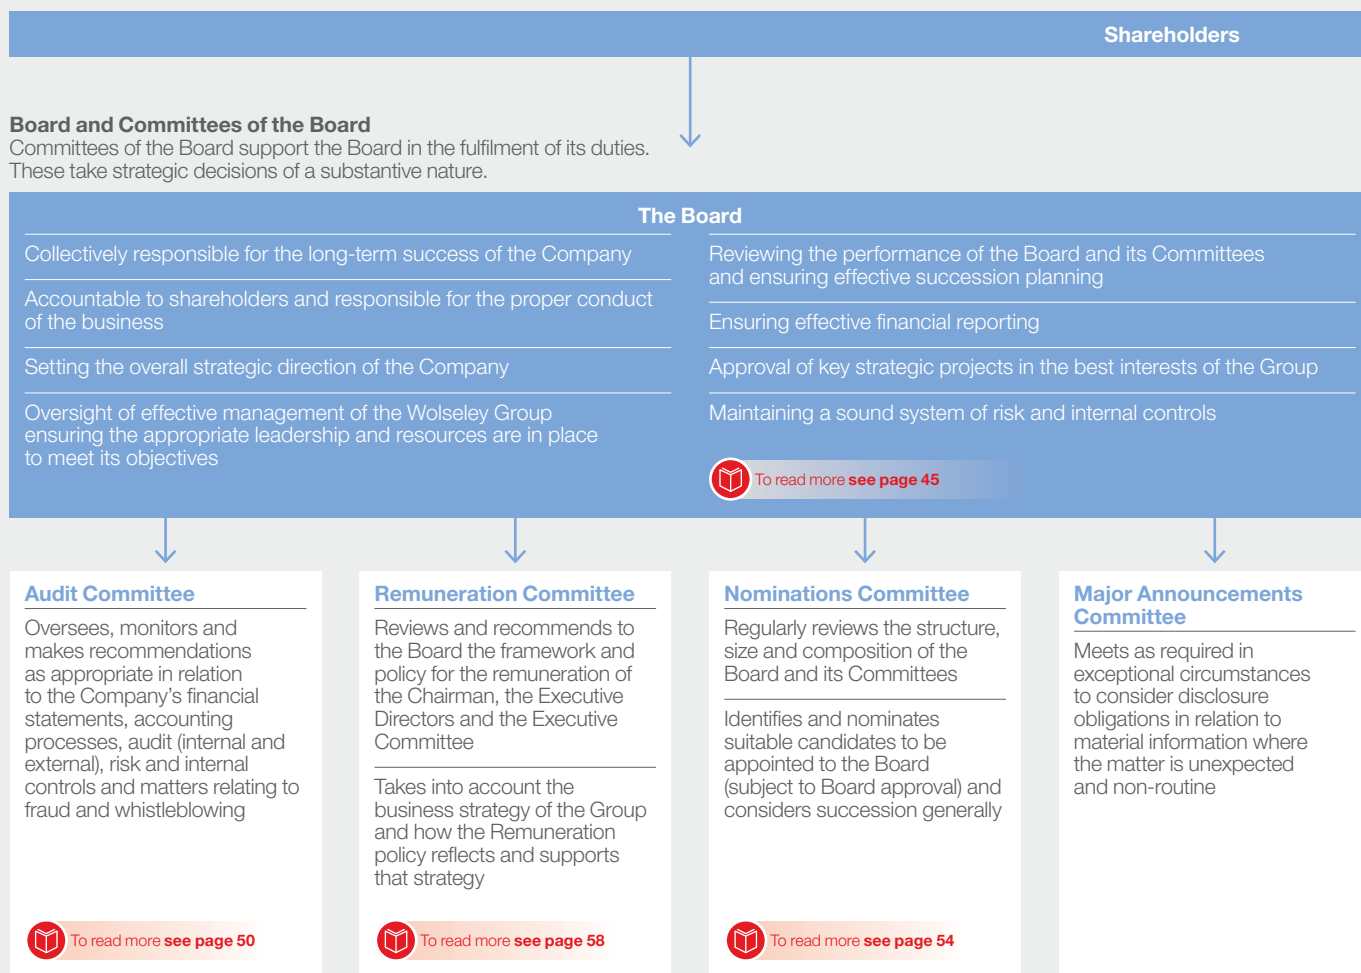 Shareholders
Board and Committees of the Board
Committees of the Board support the Board in the fulfilment of its duties.
These take strategic decisions of a substantive nature.
The Board
Collectively responsible for the long-term success of the Company
Accountable to shareholders and responsible for the proper conduct
of the business
Setting the overall strategic direction of the Company
Oversight of effective management of the Wolseley Group
ensuring the appropriate leadership and resources are in place
to meet its objectives
Reviewing the performance of the Board and its Committees
and ensuring effective succession planning
Ensuring effective financial reporting
Approval of key strategic projects in the best interests of the Group
Maintaining a sound system of risk and internal controls
To read more see page 45
Audit Committee
Oversees, monitors and
makes recommendations
as appropriate in relation
to the Company's financial
statements, accounting
processes, audit (internal and
external), risk and internal
controls and matters relating to
fraud and whistleblowing
To read more see page 50
Remuneration Committee
Reviews and recommends to
the Board the framework and
policy for the remuneration of
the Chairman, the Executive
Directors and the Executive
Committee
Takes into account the
business strategy of the Group
and how the Remuneration
policy reflects and supports
that strategy
To read more see page 58
Nominations Committee
Regularly reviews the structure,
size and composition of the
Board and its Committees
Identifies and nominates
suitable candidates to be
appointed to the Board
(subject to Board approval) and
considers succession generally
To read more see page 54
Major Announcements
Committee
Meets as required in
exceptional circumstances
to consider disclosure
obligations in relation to
material information where
the matter is unexpected
and non-routine